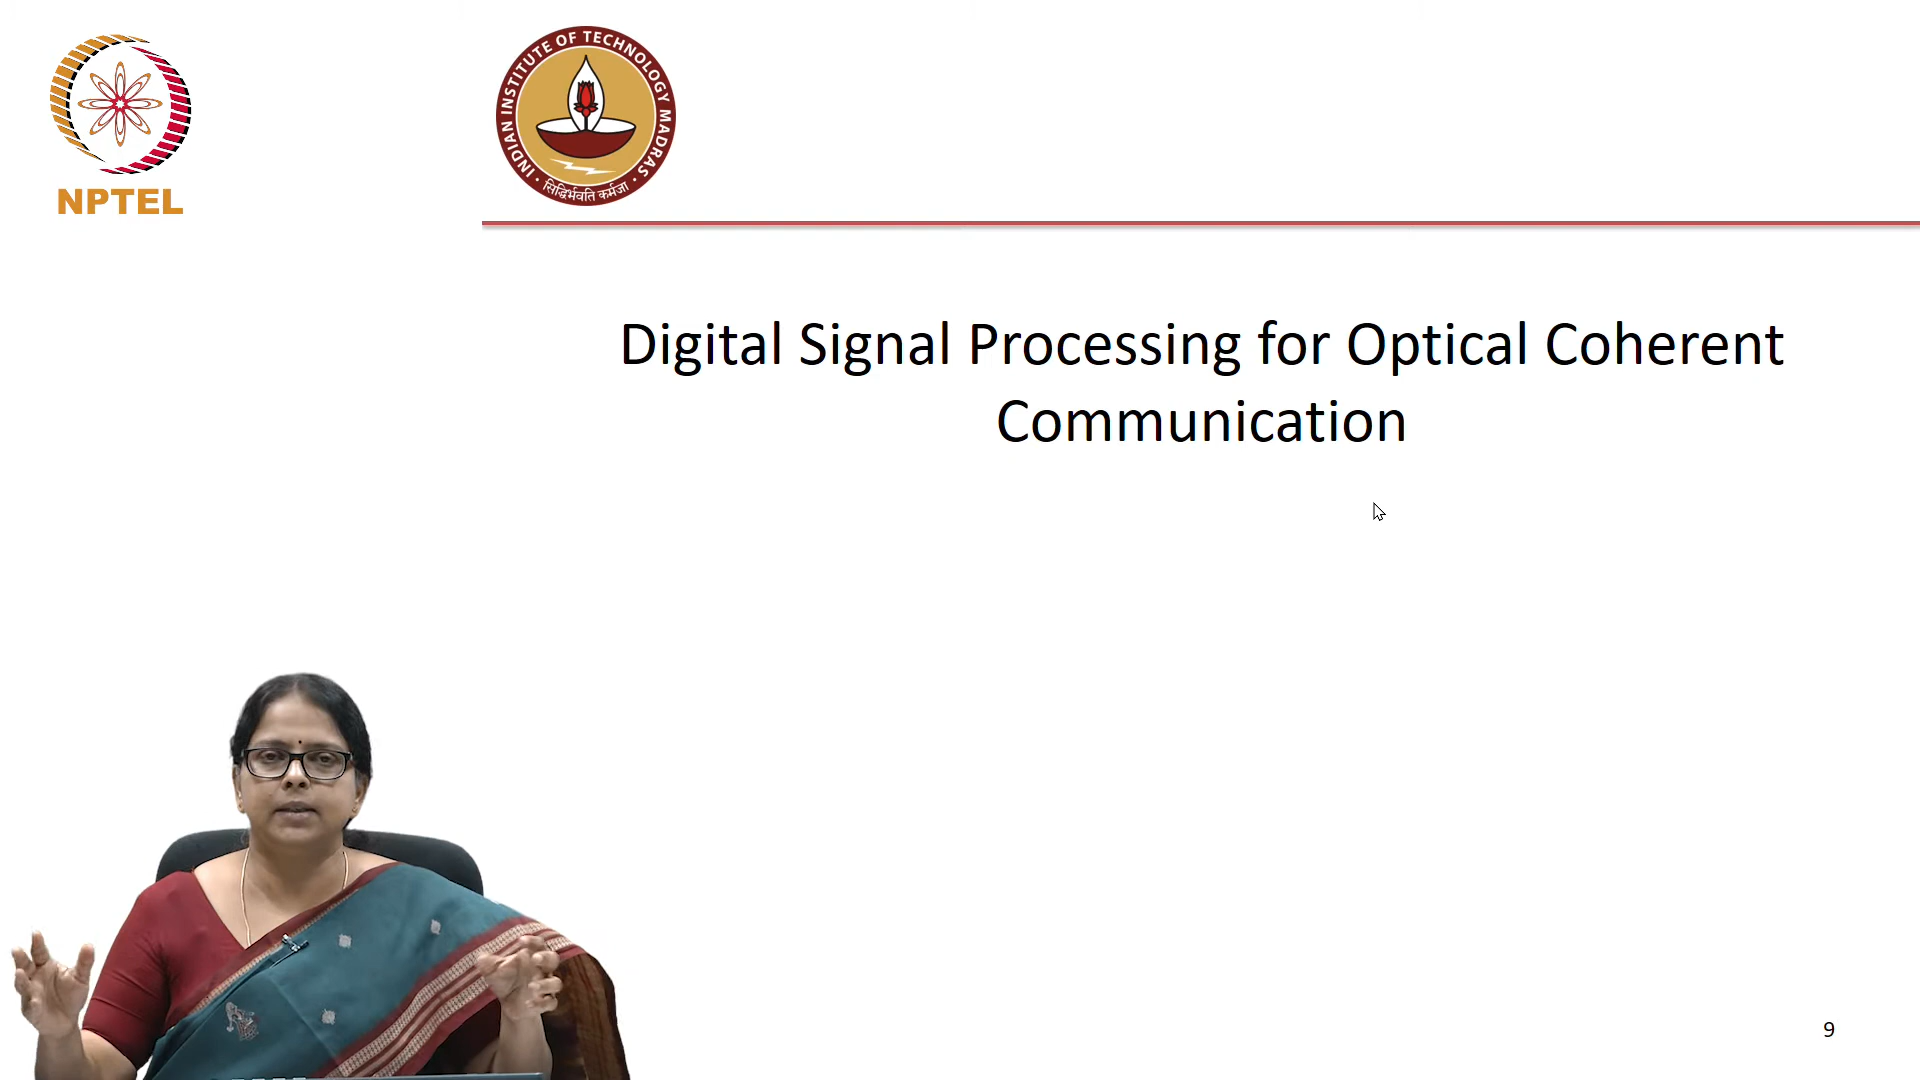 NPTEL
INDIAN INSTITUTE OF TECHNOLOGY MADRAS
सिद्धिर्भवति कर्मजा
Digital Signal Processing for Optical Coherent
Communication
9